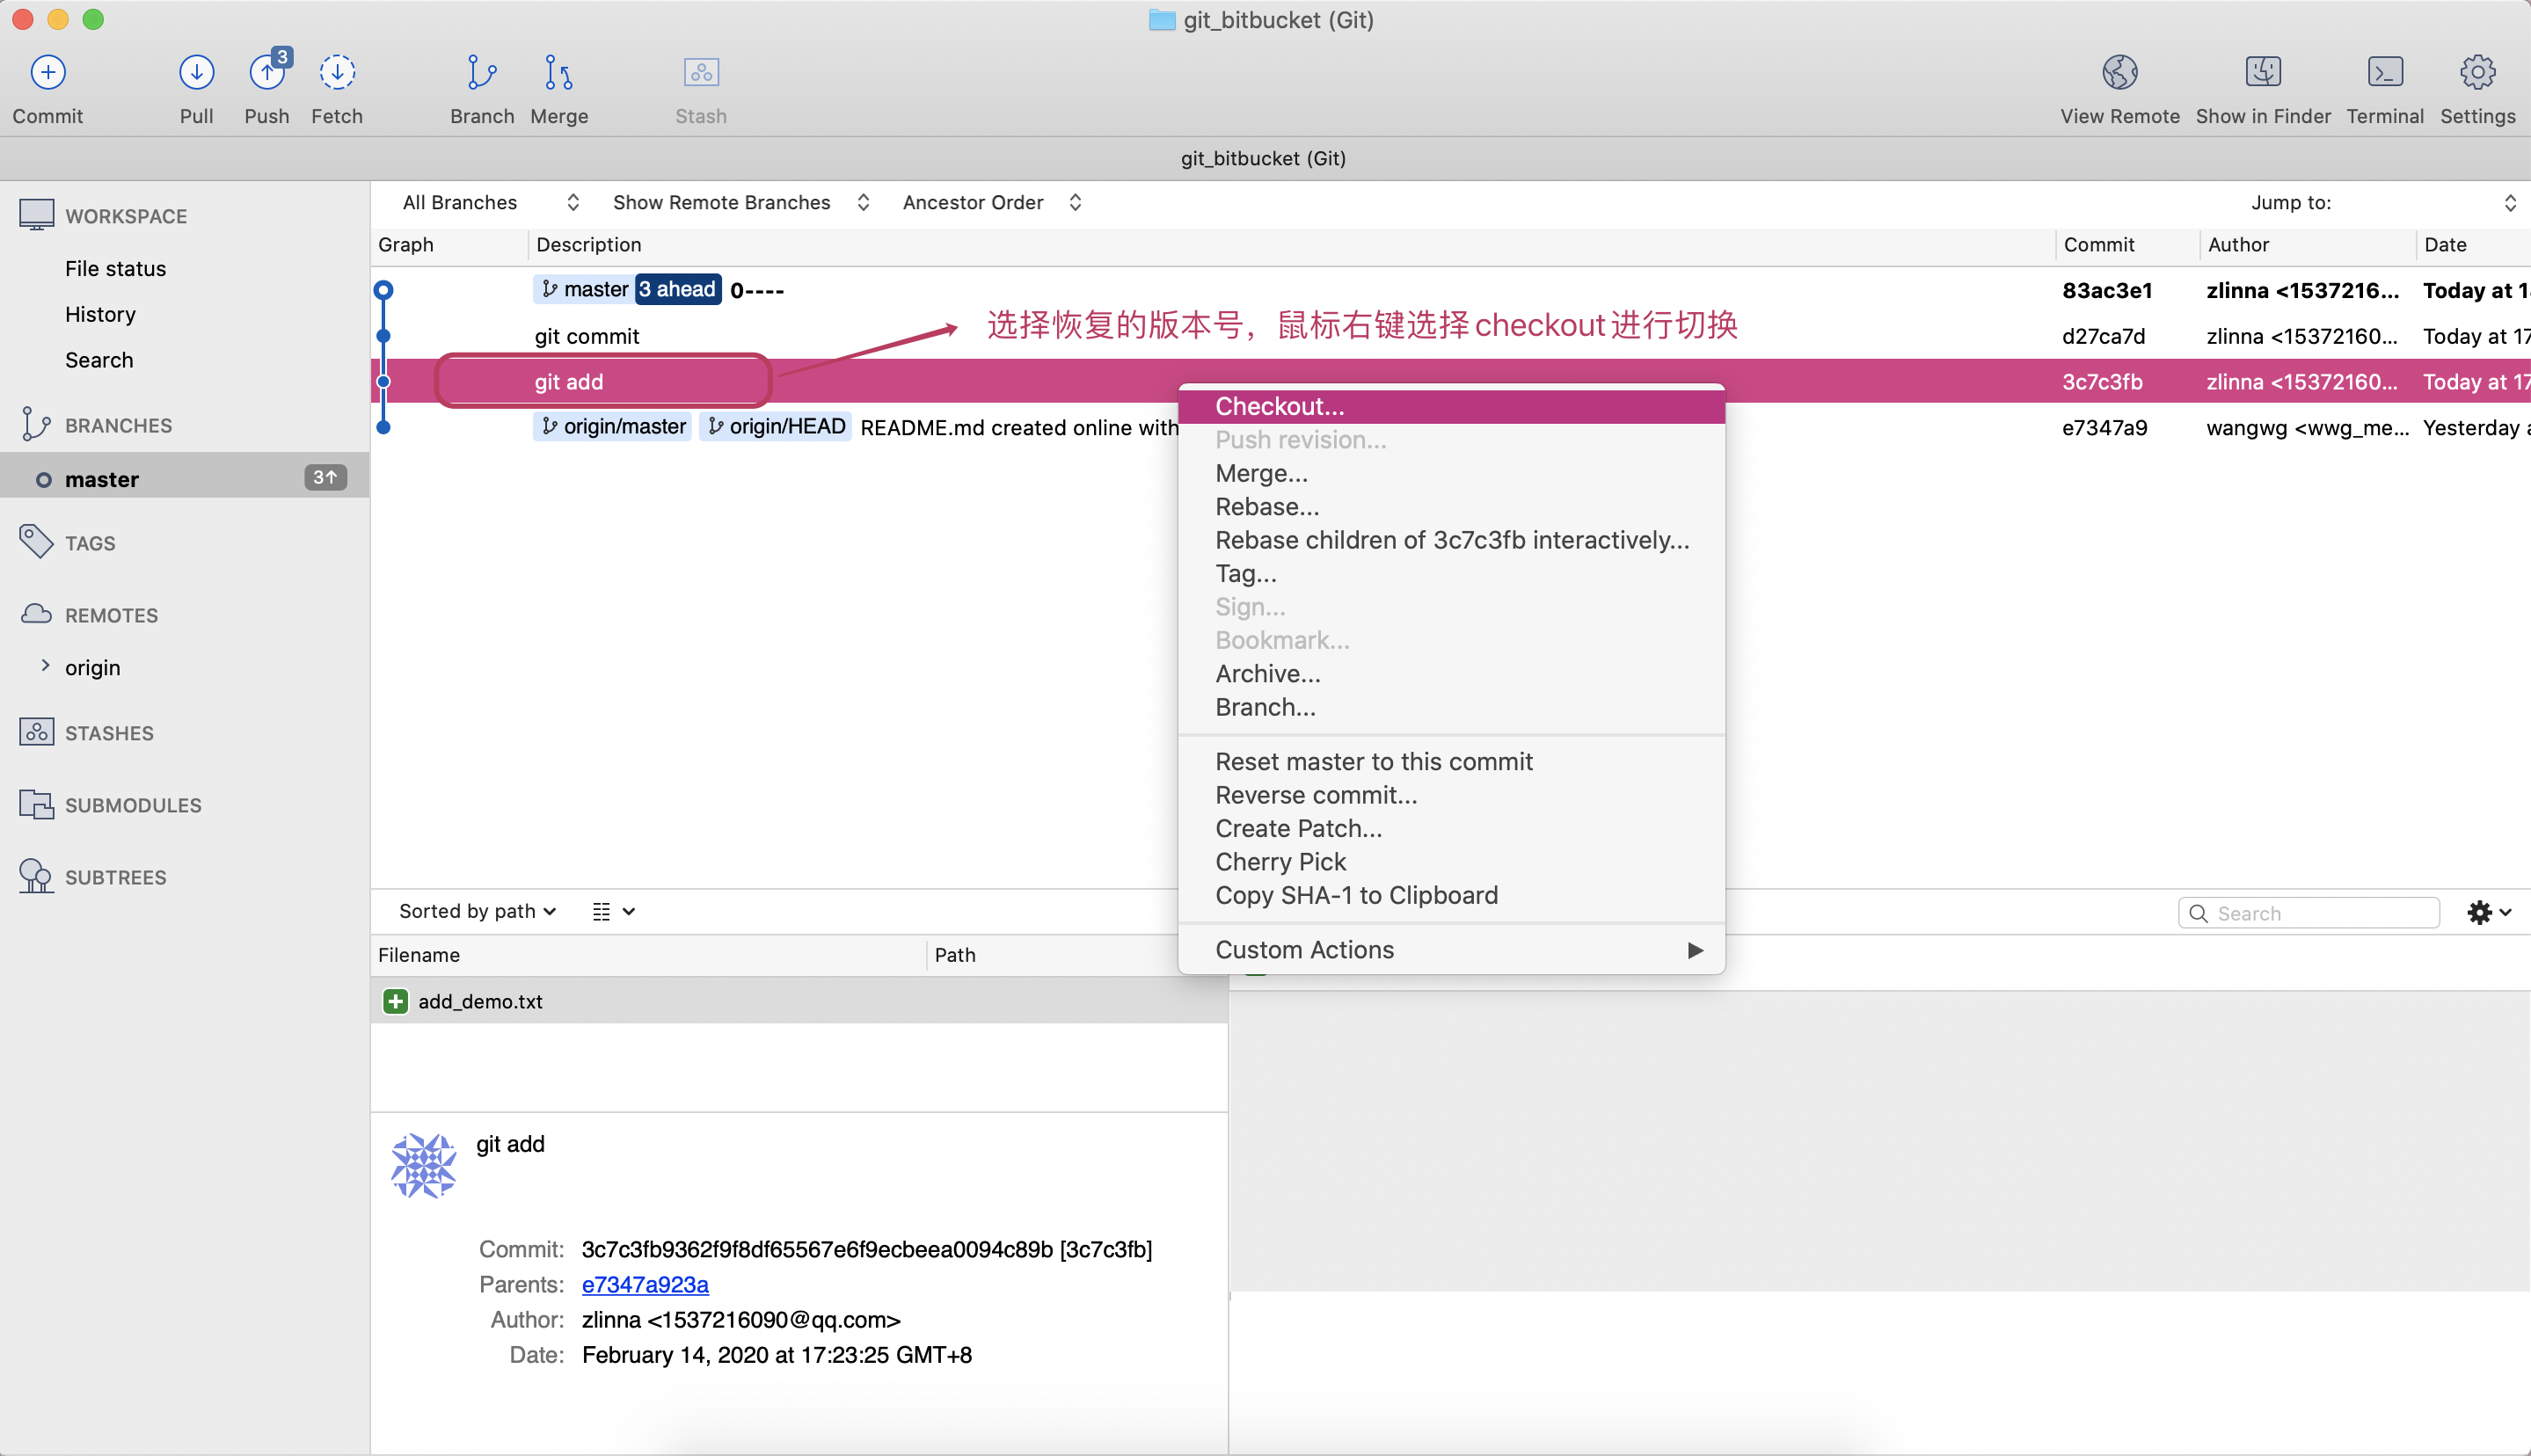 git_bitbucket (Git)
Commit
Pull
3
Push
Fetch
Branch
Merge
Stash
View Remote
Show in Finder
Terminal
Settings
git_bitbucket (Git)
WORKSPACE
File status
History
Search
BRANCHES
master 3↑
TAGS
REMOTES
origin
STASHES
SUBMODULES
SUBTREES
All Branches Show Remote Branches Ancestor Order Jump to:
Graph Description Commit Author Date
master 3 ahead 0---- 83ac3e1 zlinna <1537216... Today at 1
选择恢复的版本号，鼠标右键选择checkout进行切换
git commit d27ca7d zlinna <15372160... Today at 17
git add 3c7c3fb zlinna <15372160... Today at 17
origin/master origin/HEAD README.md created online with e7347a9 wangwg <wwg_me... Yesterday
Checkout...
Push revision...
Merge...
Rebase...
Rebase children of 3c7c3fb interactively...
Tag...
Sign...
Bookmark...
Archive...
Branch...
Reset master to this commit
Reverse commit...
Create Patch...
Cherry Pick
Copy SHA-1 to Clipboard
Custom Actions
Sorted by path Search
Filename Path
add_demo.txt
git add
Commit: 3c7c3fb9362f9f8df65567e6f9ecbeea0094c89b [3c7c3fb]
Parents: e7347a923a
Author: zlinna <1537216090@qq.com>
Date: February 14, 2020 at 17:23:25 GMT+8